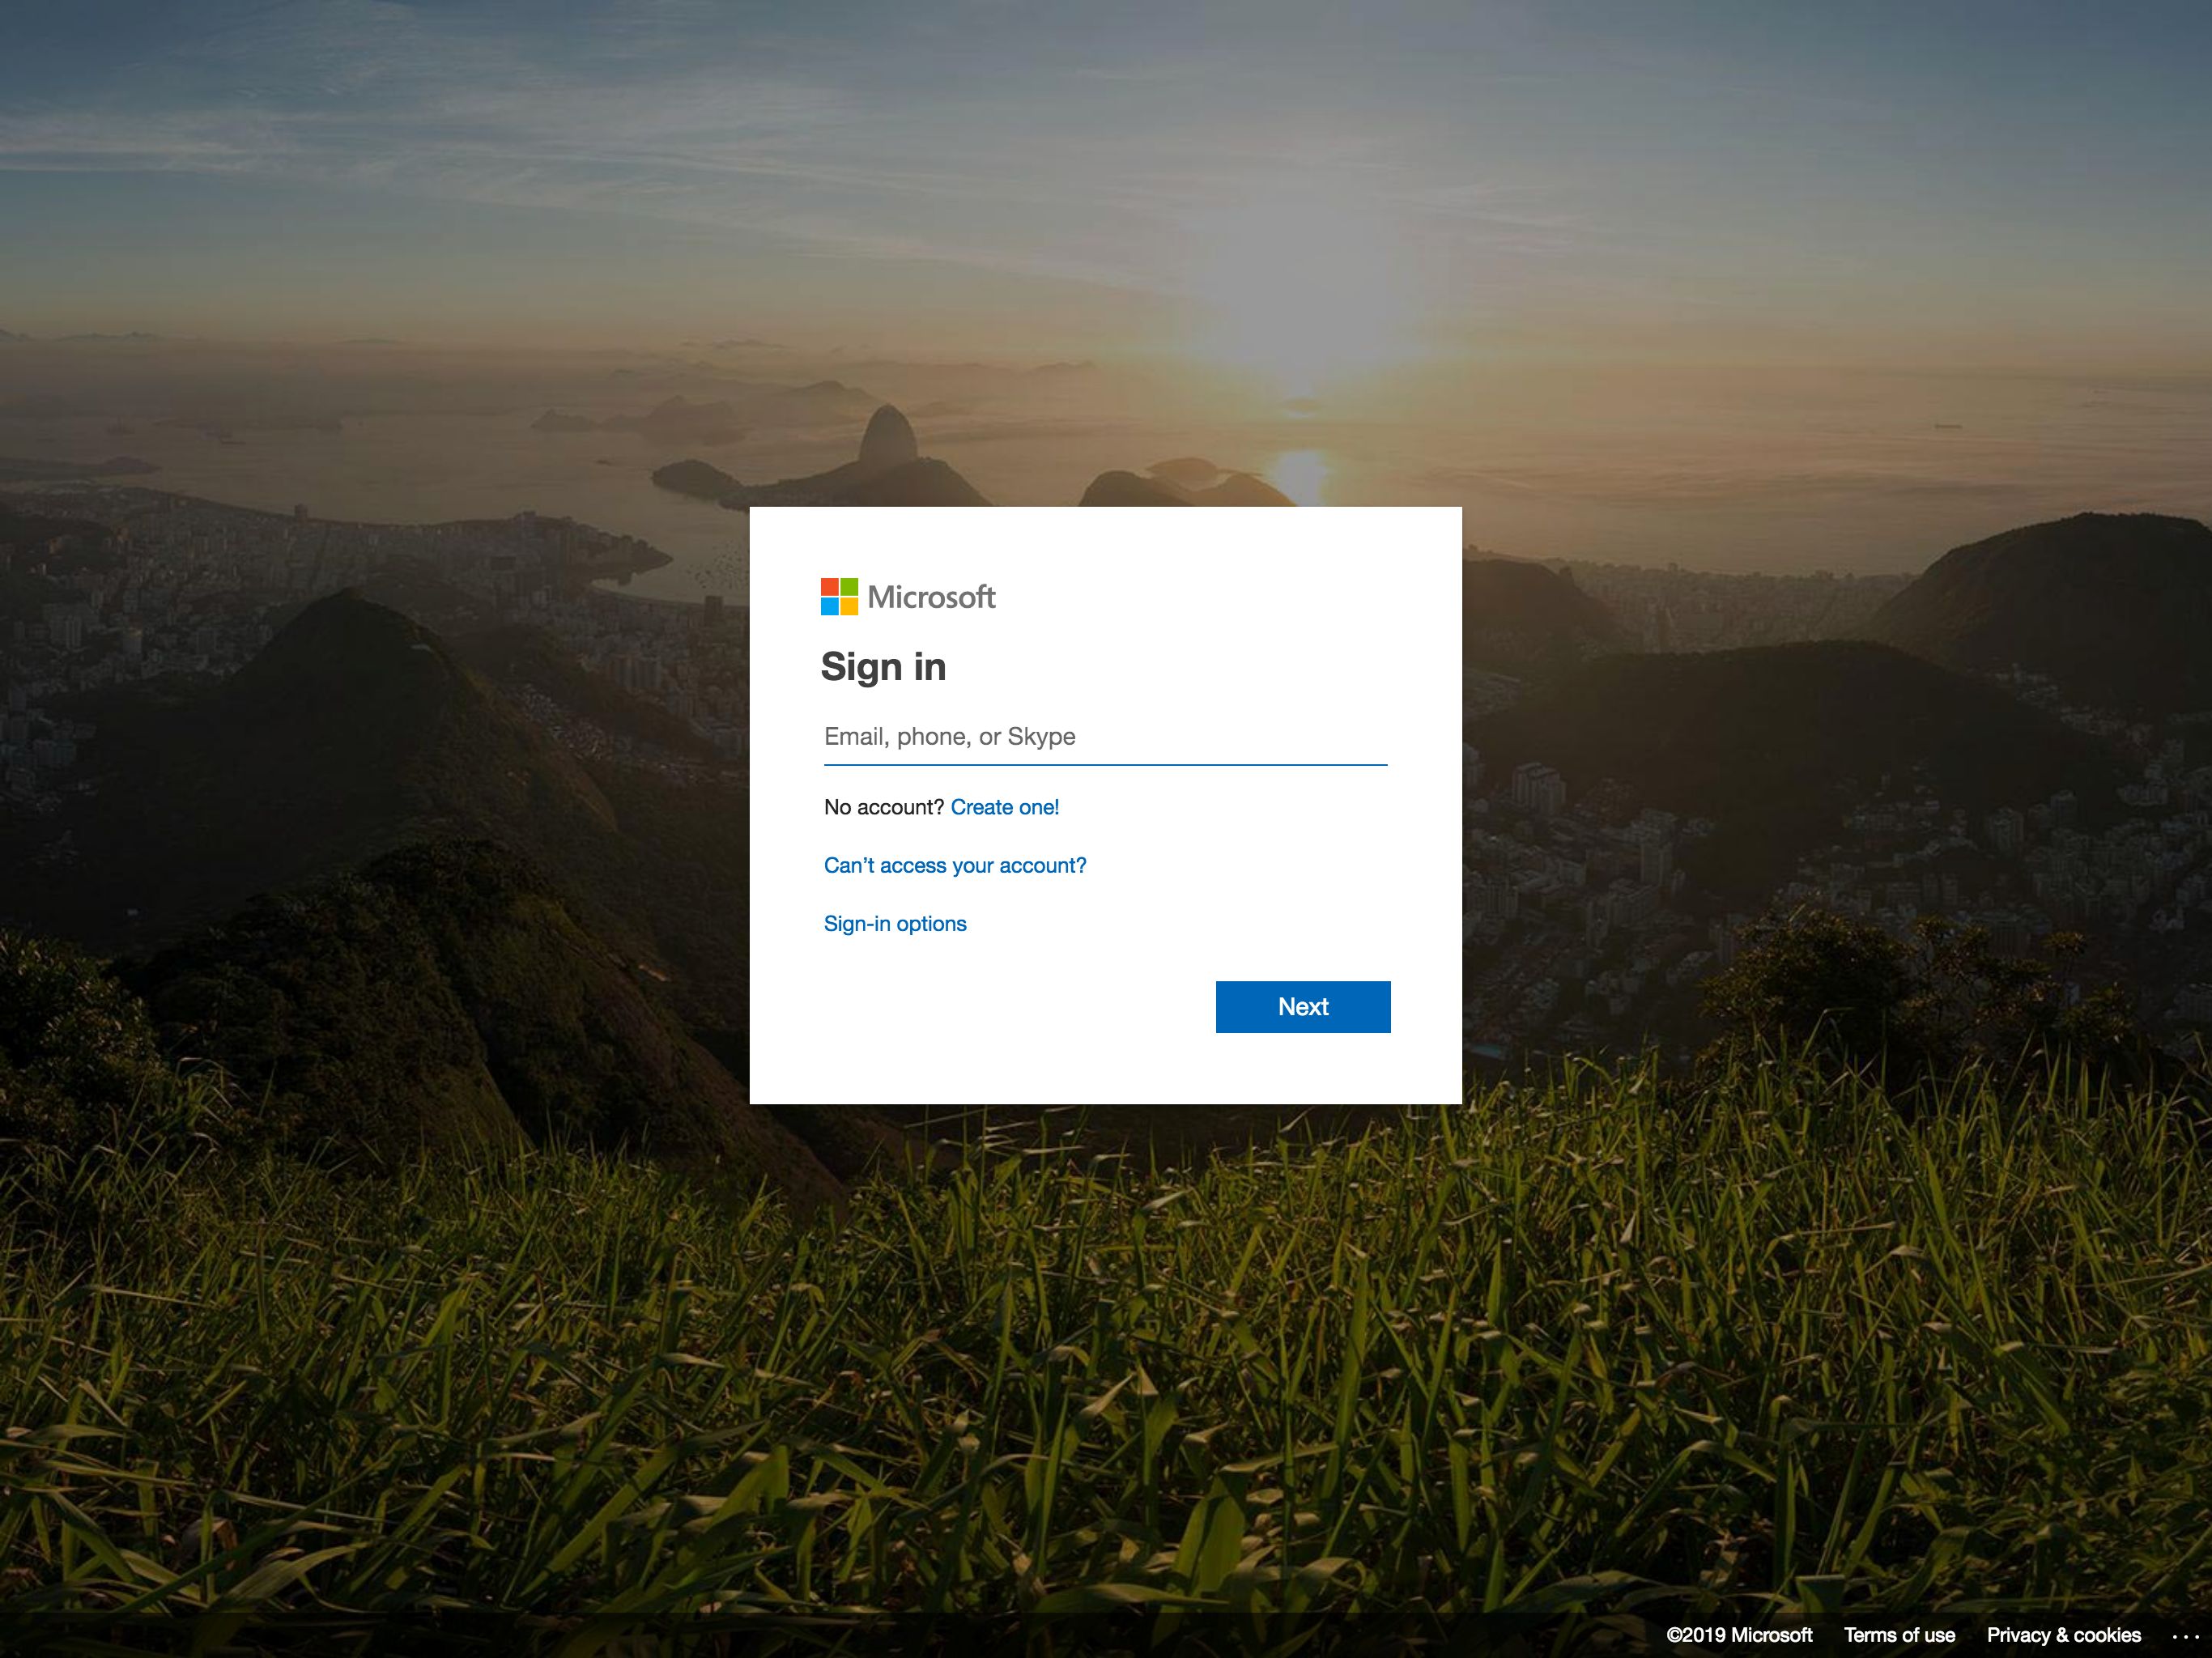 Microsoft
Sign in
Email, phone, or Skype
No account? Create one!
Can’t access your account?
Sign-in options
Next
©2019 Microsoft Terms of use Privacy & cookies ...